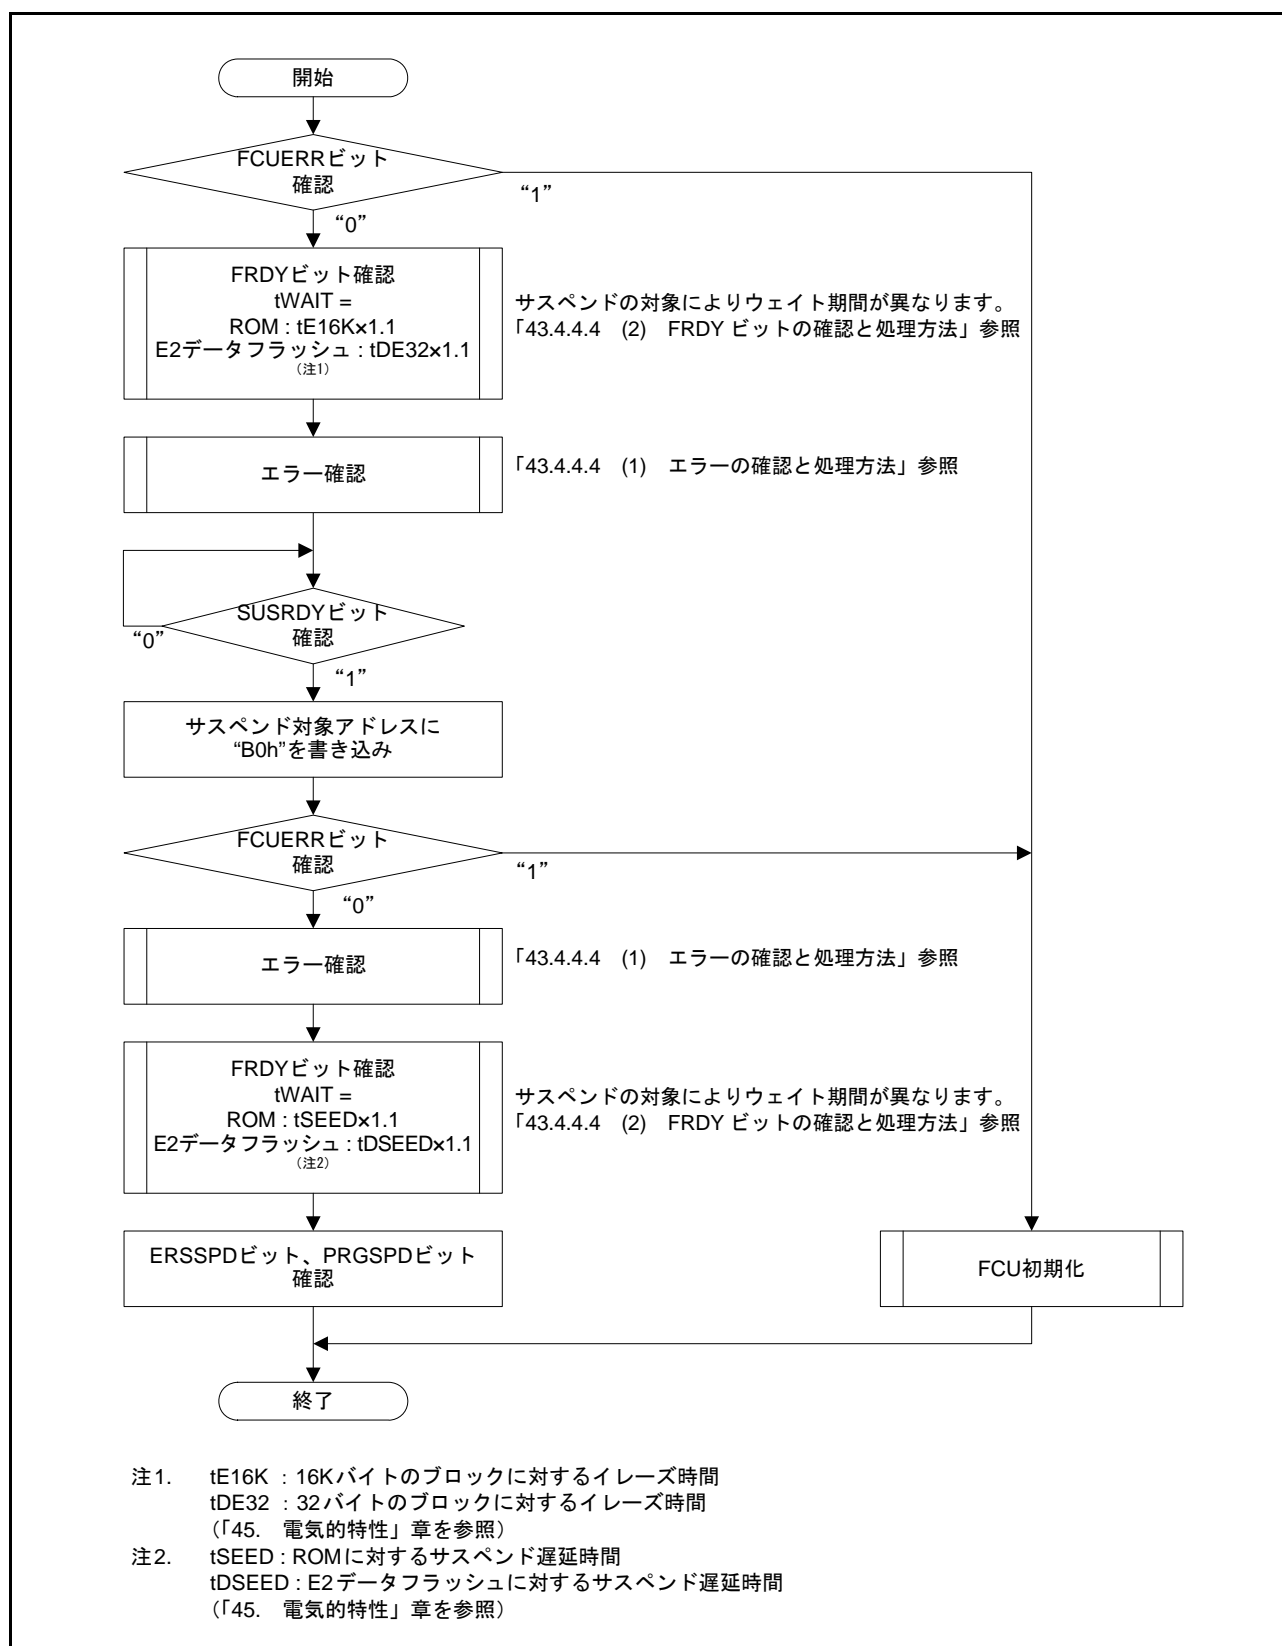 開始
FCUERRビット
確認
“1”
“0”
FRDYビット確認
tWAIT =
ROM : tE16K×1.1
E2データフラッシュ : tDE32×1.1
（注1）
サスペンドの対象によりウェイト期間が異なります。
「43.4.4.4 (2) FRDY ビットの確認と処理方法」参照
エラー確認
「43.4.4.4 (1) エラーの確認と処理方法」参照
SUSRDYビット
確認
“0”
“1”
サスペンド対象アドレスに
“B0h”を書き込み
FCUERRビット
確認
“1”
“0”
エラー確認
「43.4.4.4 (1) エラーの確認と処理方法」参照
FRDYビット確認
tWAIT =
ROM : tSEED×1.1
E2データフラッシュ : tDSEED×1.1
（注2）
サスペンドの対象によりウェイト期間が異なります。
「43.4.4.4 (2) FRDY ビットの確認と処理方法」参照
ERSSPDビット、PRGSPDビット
確認
FCU初期化
終了
注1. tE16K : 16Kバイトのブロックに対するイレーズ時間
tDE32 : 32バイトのブロックに対するイレーズ時間
（「45. 電気的特性」章を参照）
注2. tSEED : ROMに対するサスペンド遅延時間
tDSEED : E2データフラッシュに対するサスペンド遅延時間
（「45. 電気的特性」章を参照）